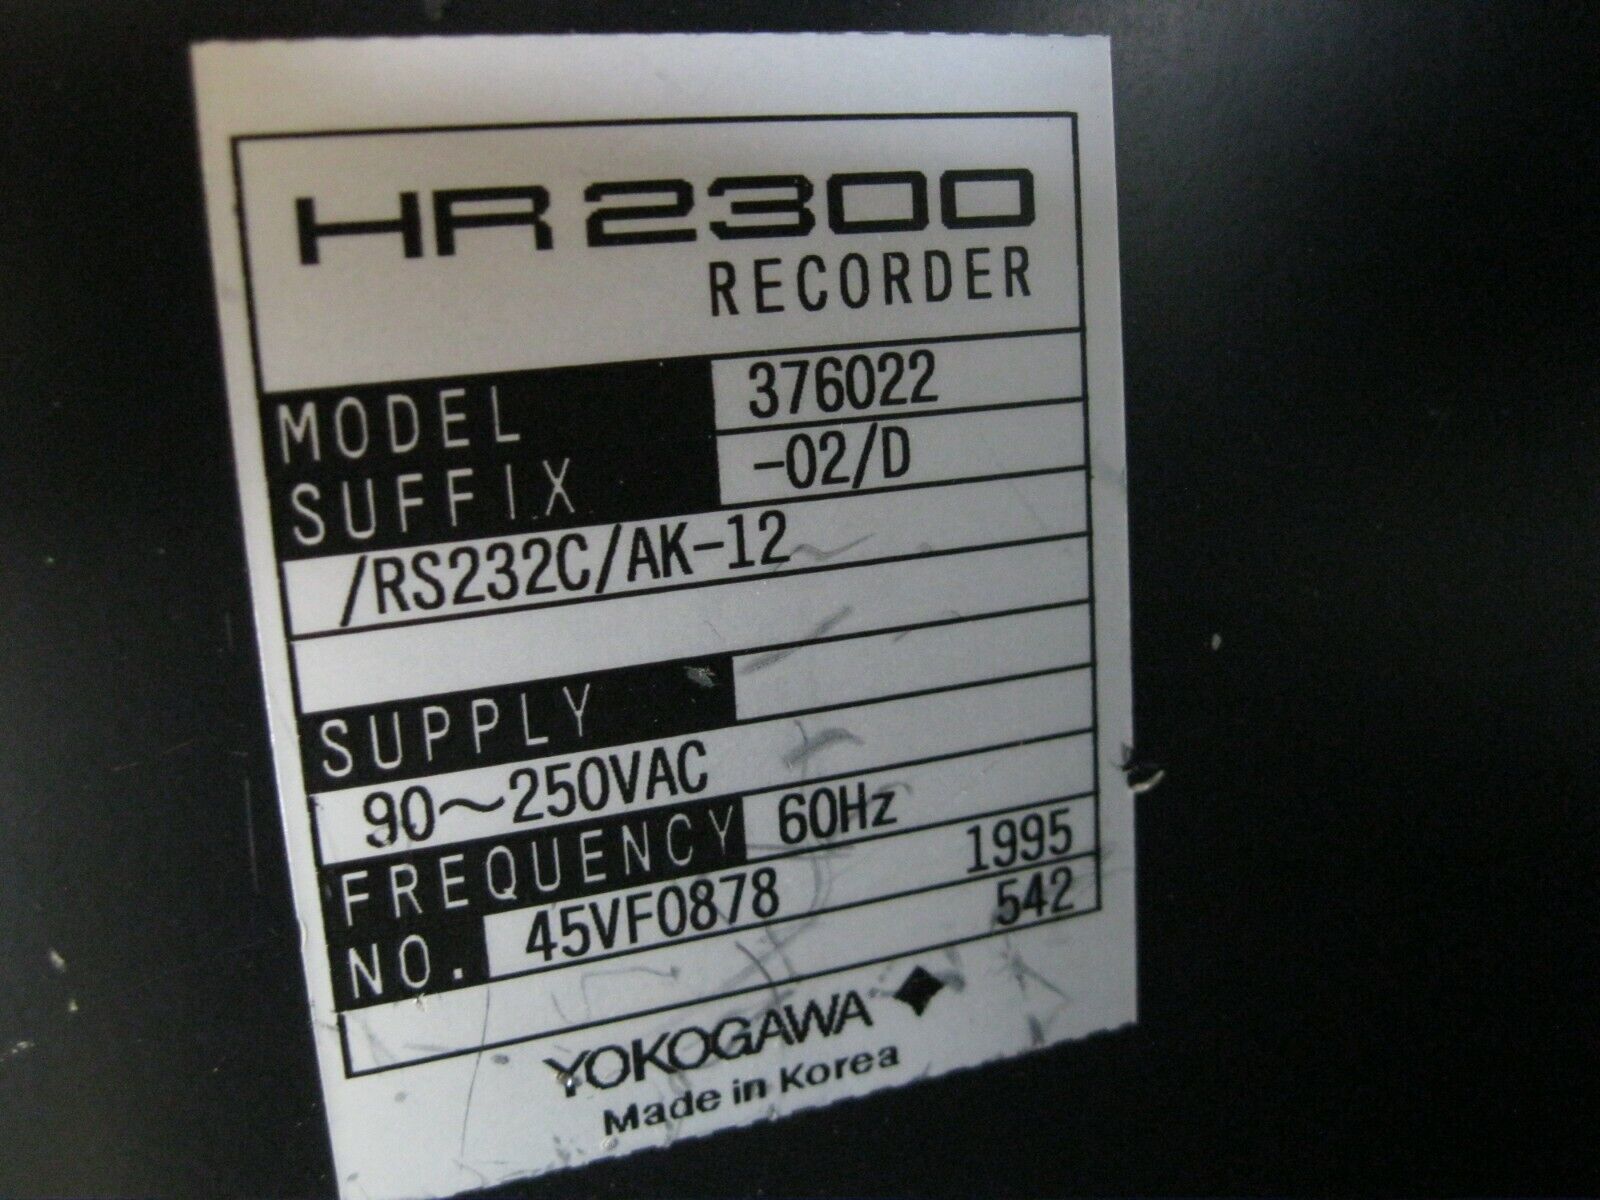 HR2300
RECORDER
MODEL 376022
SUFFIX -02/D
/RS232C/AK-12
SUPPLY
90～250VAC
FREQUENCY 60Hz
NO. 45VF0878 1995
542
YOKOGAWA
Made in Korea